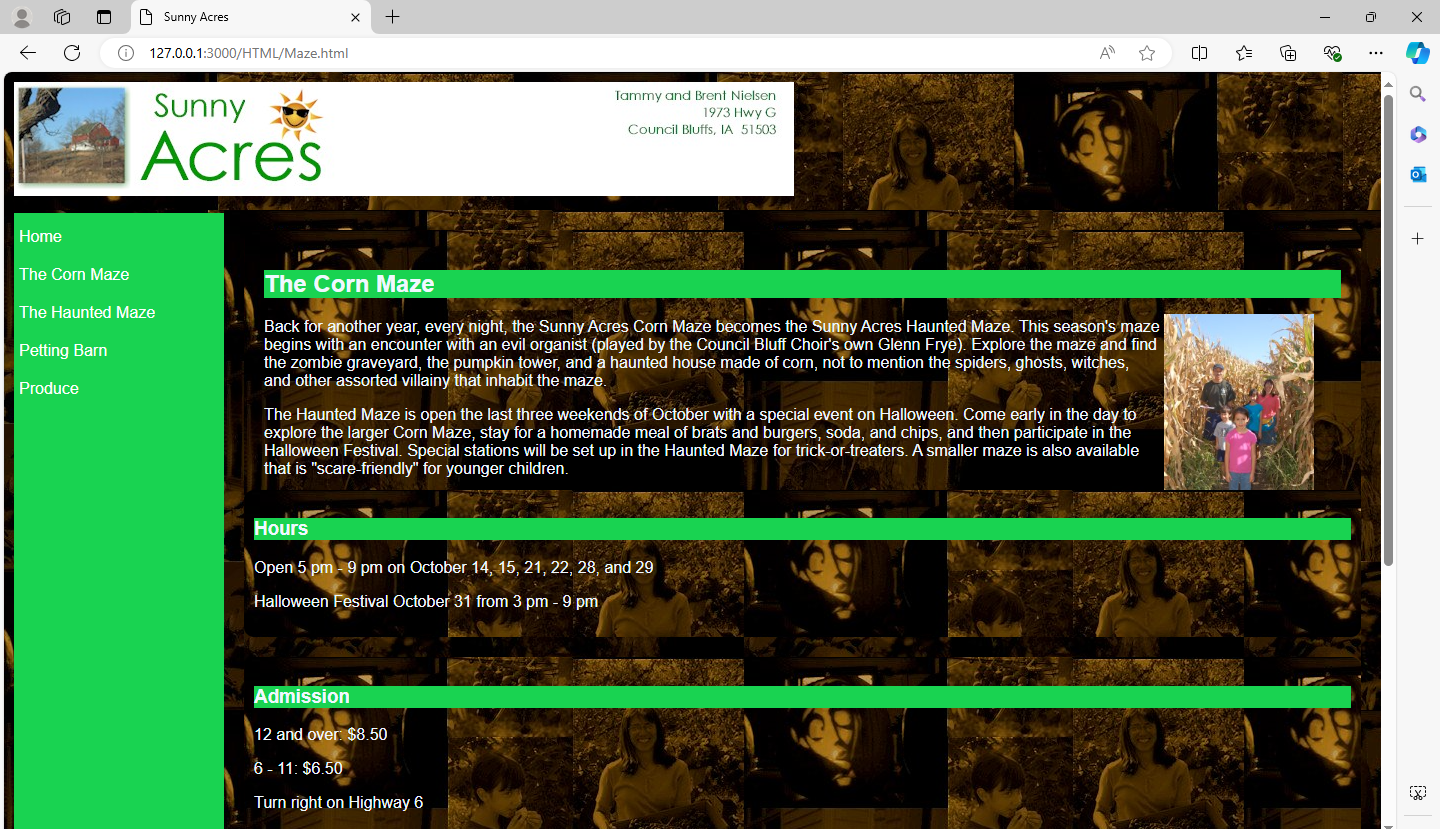 Sunny Acres
127.0.0.1:3000/HTML/Maze.html
Sunny
Acres
Tammy and Brent Nielsen
1973 Hwy G
Council Bluffs, IA 51503
Home
The Corn Maze
The Haunted Maze
Petting Barn
Produce
The Corn Maze
Back for another year, every night, the Sunny Acres Corn Maze becomes the Sunny Acres Haunted Maze. This season's maze
begins with an encounter with an evil organist (played by the Council Bluff Choir's own Glenn Frye). Explore the maze and find
the zombie graveyard, the pumpkin tower, and a haunted house made of corn, not to mention the spiders, ghosts, witches,
and other assorted villainy that inhabit the maze.
The Haunted Maze is open the last three weekends of October with a special event on Halloween. Come early in the day to
explore the larger Corn Maze, stay for a homemade meal of brats and burgers, soda, and chips, and then participate in the
Halloween Festival. Special stations will be set up in the Haunted Maze for trick-or-treaters. A smaller maze is also available
that is "scare-friendly" for younger children.
Hours
Open 5 pm - 9 pm on October 14, 15, 21, 22, 28, and 29
Halloween Festival October 31 from 3 pm - 9 pm
Admission
12 and over: $8.50
6 - 11: $6.50
Turn right on Highway 6